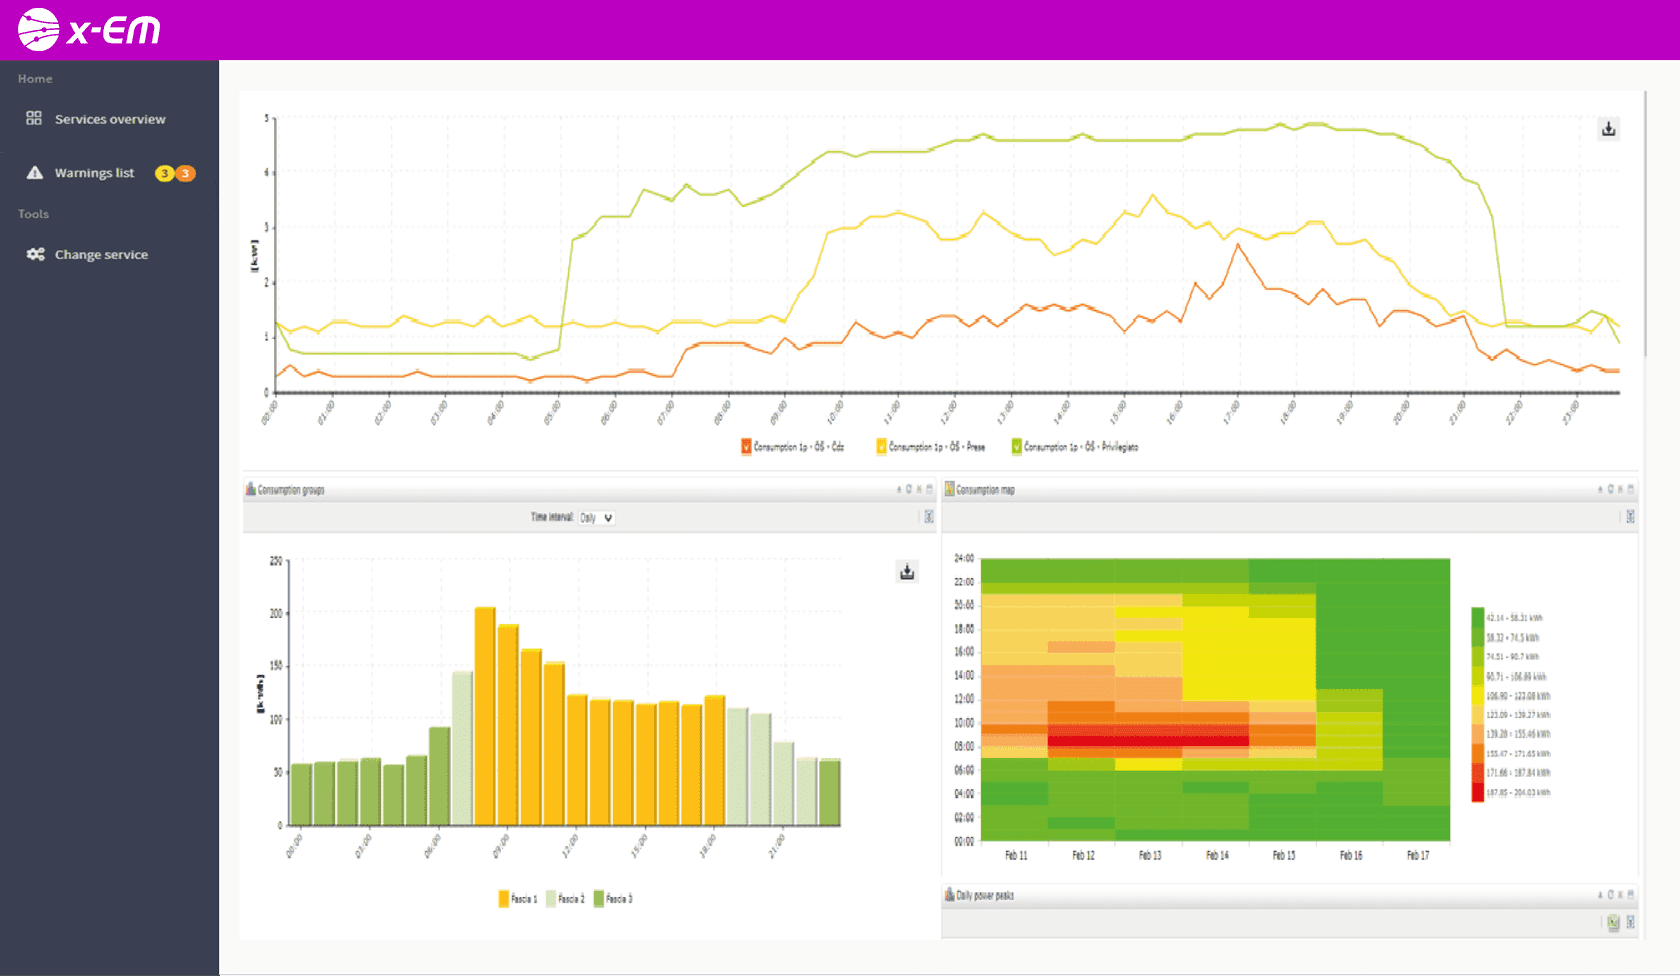 x-Em
Home
Services overview
Warnings list 3 3
Tools
Change service
5
4
3
2
1
0
[kW]
00:00 01:00 02:00 03:00 04:00 05:00 06:00 07:00 08:00 09:00 10:00 11:00 12:00 13:00 14:00 15:00 16:00 17:00 18:00 19:00 20:00 21:00 22:00 23:00
Consumption 1p - OŠ - Cdz Consumption 1p - OŠ - Prese Consumption 1p - OŠ - Privilegiato
Consumption groups
Time interval: Daily
250
200
150
100
50
0
[kWh]
00:00 03:00 06:00 09:00 12:00 15:00 18:00 21:00
Fascia 1 Fascia 2 Fascia 3
Consumption map
24:00
22:00
20:00
18:00
16:00
14:00
12:00
10:00
08:00
06:00
04:00
02:00
00:00
Feb 11 Feb 12 Feb 13 Feb 14 Feb 15 Feb 16 Feb 17
42.14 - 58.31 kWh
58.32 - 74.5 kWh
74.51 - 90.7 kWh
90.71 - 106.89 kWh
106.90 - 123.08 kWh
123.09 - 139.27 kWh
139.28 - 155.46 kWh
155.47 - 171.65 kWh
171.66 - 187.84 kWh
187.85 - 204.03 kWh
Daily power peaks